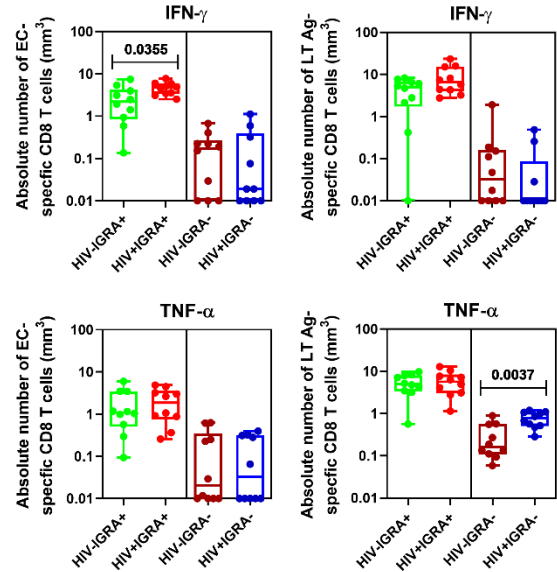 IFN-γ
Absolute number of EC-
specfic CD8 T cells (mm³)
10
1
0.1
0.01
0.0355
HIV-IGRA+
HIV+IGRA+
HIV-IGRA-
HIV+IGRA-
IFN-γ
Absolute number of LT Ag-
specfic CD8 T cells (mm³)
100
10
1
0.1
0.01
HIV-IGRA+
HIV+IGRA+
HIV-IGRA-
HIV+IGRA-
TNF-α
Absolute number of EC-
specfic CD8 T cells (mm³)
100
10
1
0.1
0.01
HIV-IGRA+
HIV+IGRA+
HIV-IGRA-
HIV+IGRA-
TNF-α
Absolute number of LT Ag-
specfic CD8 T cells (mm³)
100
10
1
0.1
0.01
0.0037
HIV-IGRA+
HIV+IGRA+
HIV-IGRA-
HIV+IGRA-